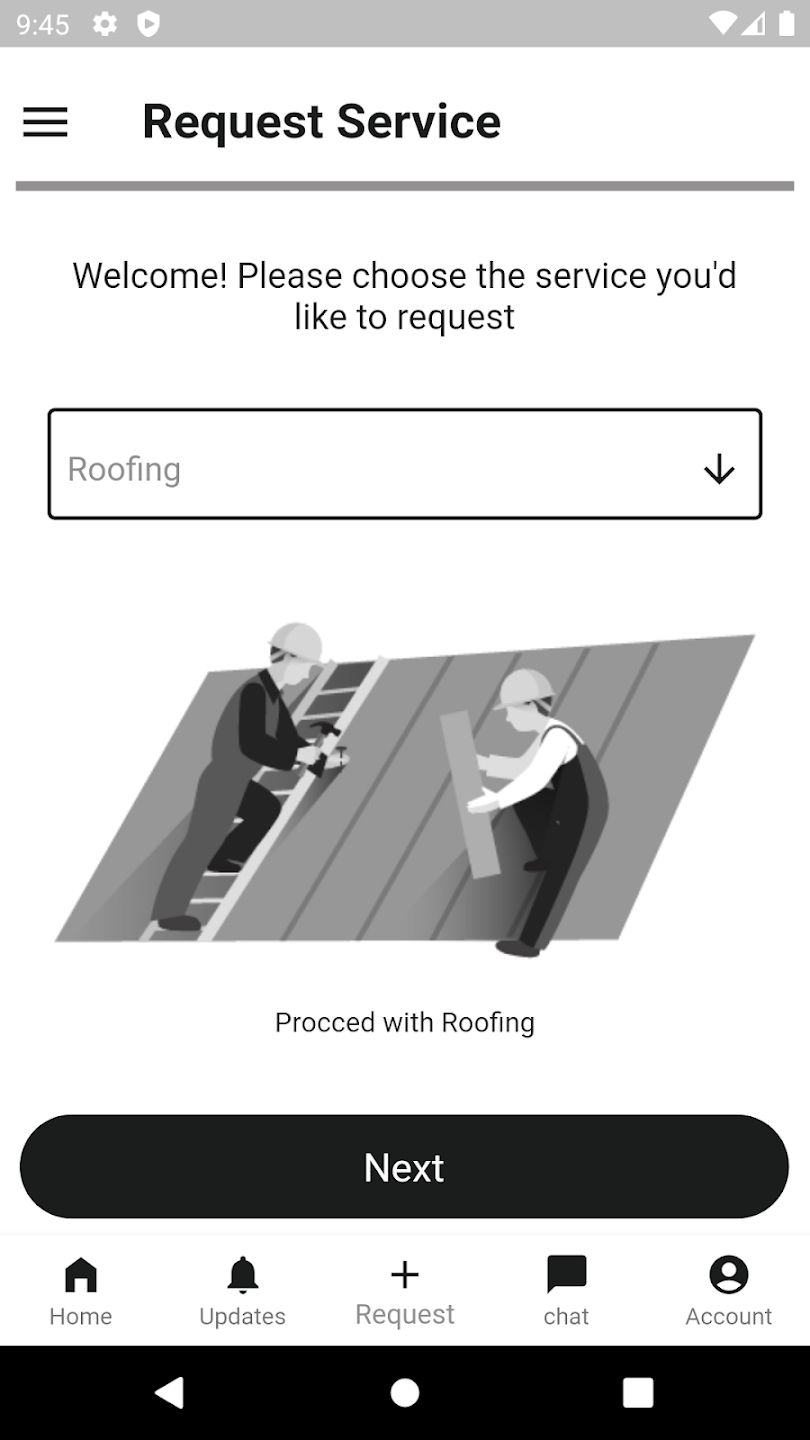 9:45
Request Service
Welcome! Please choose the service you'd
like to request
Roofing
Procced with Roofing
Next
Home
Updates
Request
chat
Account